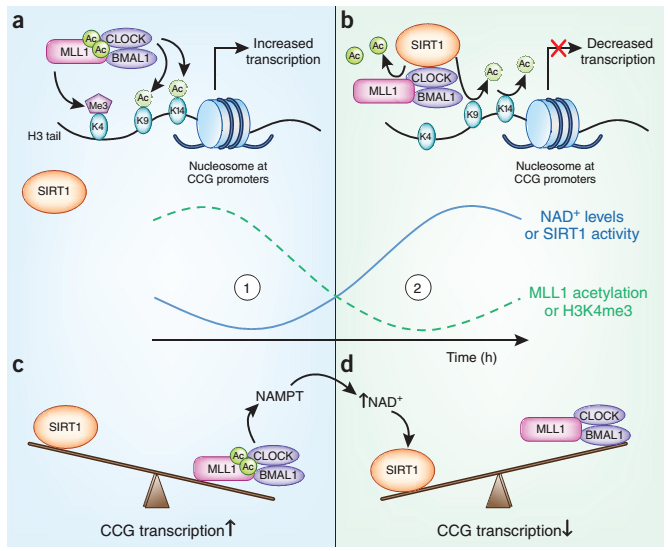 a
Ac
Ac
CLOCK
MLL1
BMAL1
Increased
transcription
Me3
Ac
Ac
K4
K9
K14
H3 tail
Nucleosome at
CCG promoters
SIRT1
b
Ac
Ac
SIRT1
CLOCK
MLL1
BMAL1
Ac
Ac
Decreased
transcription
K4
K9
K14
Nucleosome at
CCG promoters
NAD⁺ levels
or SIRT1 activity
1
2
MLL1 acetylation
or H3K4me3
Time (h)
c
SIRT1
NAMPT
Ac
Ac
CLOCK
MLL1
BMAL1
CCG transcription↑
d
↑NAD⁺
SIRT1
CLOCK
MLL1
BMAL1
CCG transcription↓